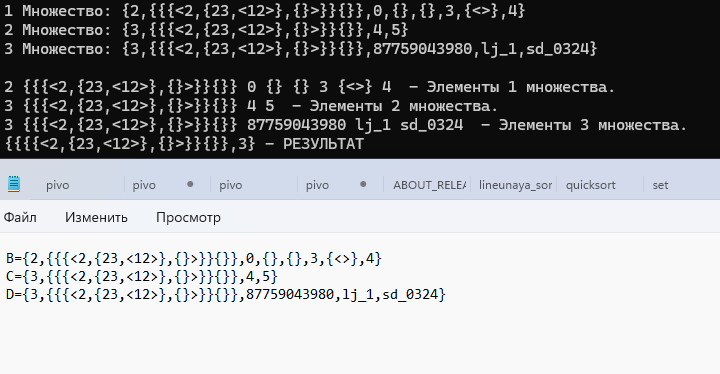 1 Множество: {2,{{{<2,{23,<12>},{}>}}{}},0,{},{},3,{<>},4}
2 Множество: {3,{{{<2,{23,<12>},{}>}}{}},4,5}
3 Множество: {3,{{{<2,{23,<12>},{}>}}{}},87759043980,lj_1,sd_0324}
2 {{{<2,{23,<12>},{}>}}{}} 0 {} {} 3 {<>} 4  – Элементы 1 множества.
3 {{{<2,{23,<12>},{}>}}{}} 4 5  – Элементы 2 множества.
3 {{{<2,{23,<12>},{}>}}{}} 87759043980 lj_1 sd_0324  – Элементы 3 множества.
{{{{<2,{23,<12>},{}>}}{}},3} – РЕЗУЛЬТАТ
pivo pivo • pivo pivo • ABOUT_RELEA lineunaya_sor quicksort set
Файл Изменить Просмотр
B={2,{{{<2,{23,<12>},{}>}}{}},0,{},{},3,{<>},4}
C={3,{{{<2,{23,<12>},{}>}}{}},4,5}
D={3,{{{<2,{23,<12>},{}>}}{}},87759043980,lj_1,sd_0324}